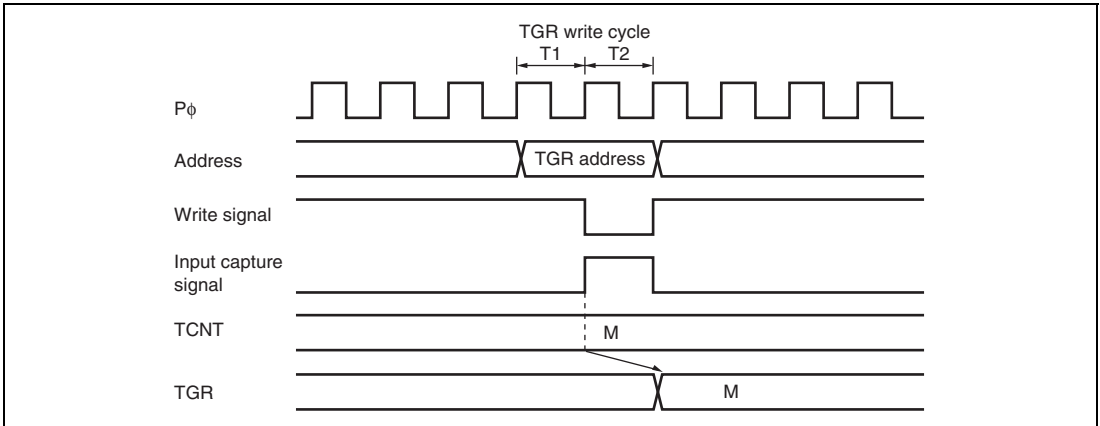 TGR write cycle
T1 T2
Pϕ
Address
TGR address
Write signal
Input capture
signal
TCNT
M
TGR
M